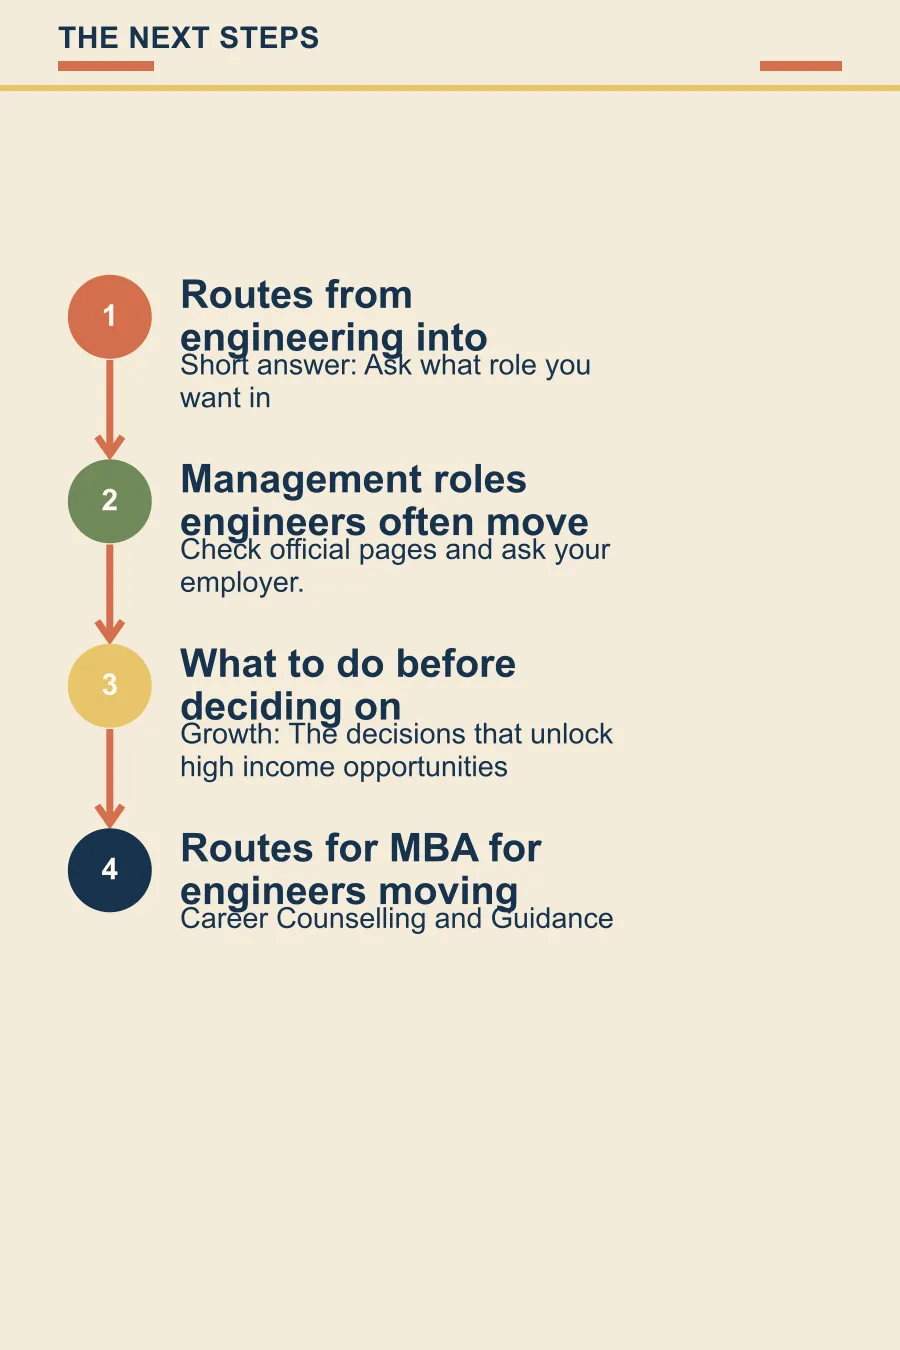 THE NEXT STEPS
1
Routes from
engineering into
Short answer: Ask what role you
want in
2
Management roles
engineers often move
Check official pages and ask your
employer.
3
What to do before
deciding on
Growth: The decisions that unlock
high income opportunities
4
Routes for MBA for
engineers moving
Career Counselling and Guidance